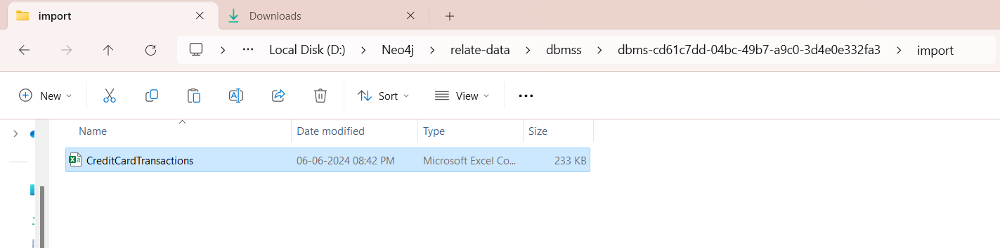 import
Downloads
... Local Disk (D:) Neo4j relate-data dbmss dbms-cd61c7dd-04bc-49b7-a9c0-3d4e0e332fa3 import
New Sort View
Name Date modified Type Size
CreditCardTransactions 06-06-2024 08:42 PM Microsoft Excel Co... 233 KB